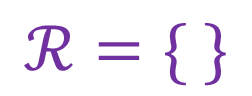 ℛ = { }